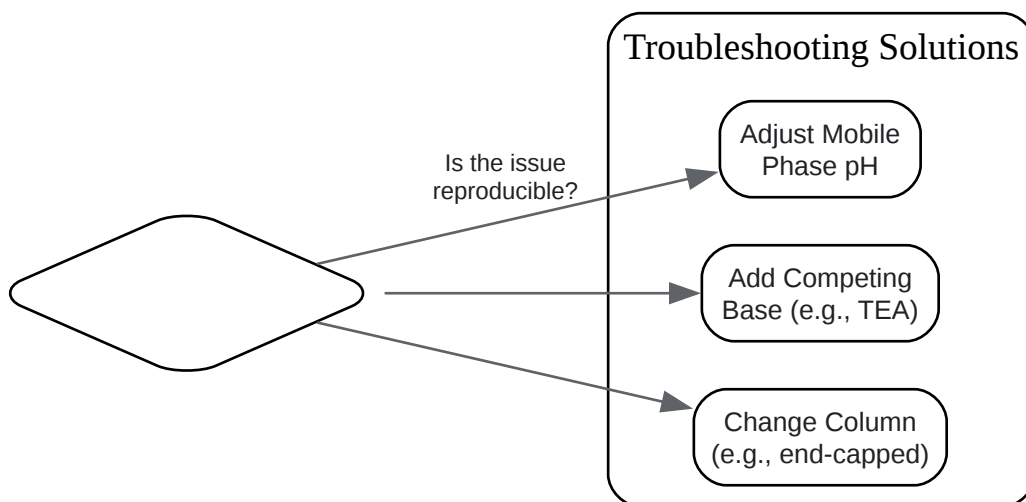 Troubleshooting Solutions
Adjust Mobile
Phase pH
Is the issue
reproducible?
Add Competing
Base (e.g., TEA)
Change Column
(e.g., end-capped)